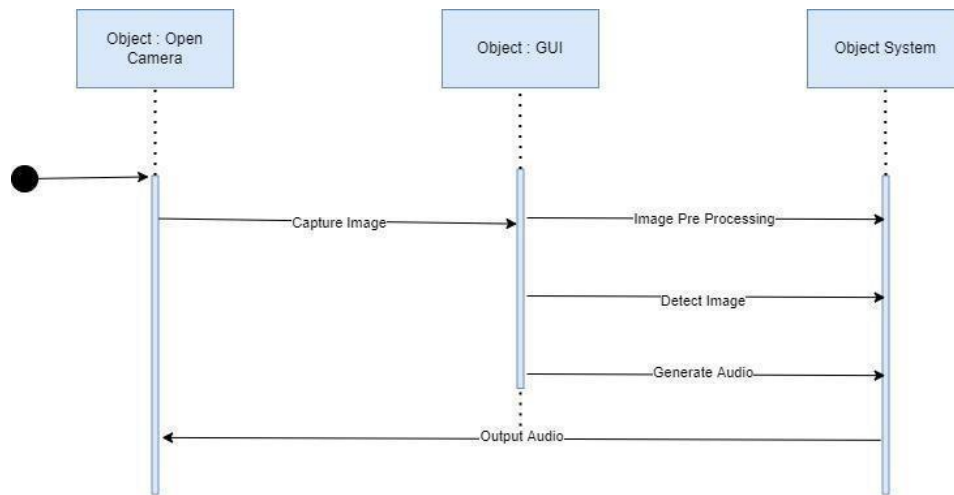 Object : Open
Camera
Object : GUI
Object System
Capture Image
Image Pre Processing
Detect Image
Generate Audio
Output Audio